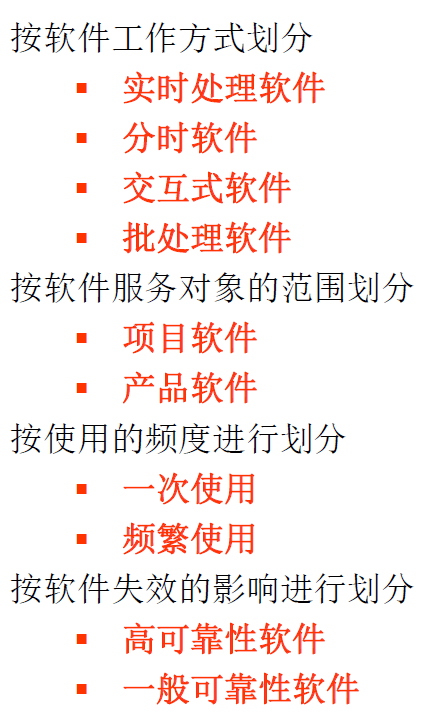 按软件工作方式划分
▪ 实时处理软件
▪ 分时软件
▪ 交互式软件
▪ 批处理软件
按软件服务对象的范围划分
▪ 项目软件
▪ 产品软件
按使用的频度进行划分
▪ 一次使用
▪ 频繁使用
按软件失效的影响进行划分
▪ 高可靠性软件
▪ 一般可靠性软件